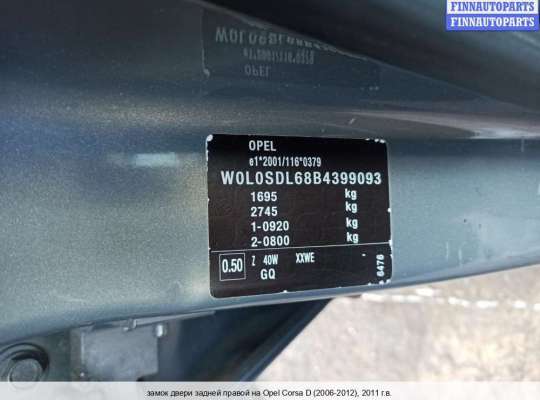 FINNAUTOPARTS
FINNAUTOPARTS
OPEL
e1*2001/116*0379
W0L0SDL68B4399093
1695 kg
2745 kg
1-0920 kg
2-0800 kg
0.50 Z 40W XXWE -
GQ
6476
замок двери задней правой на Opel Corsa D (2006-2012), 2011 г.в.